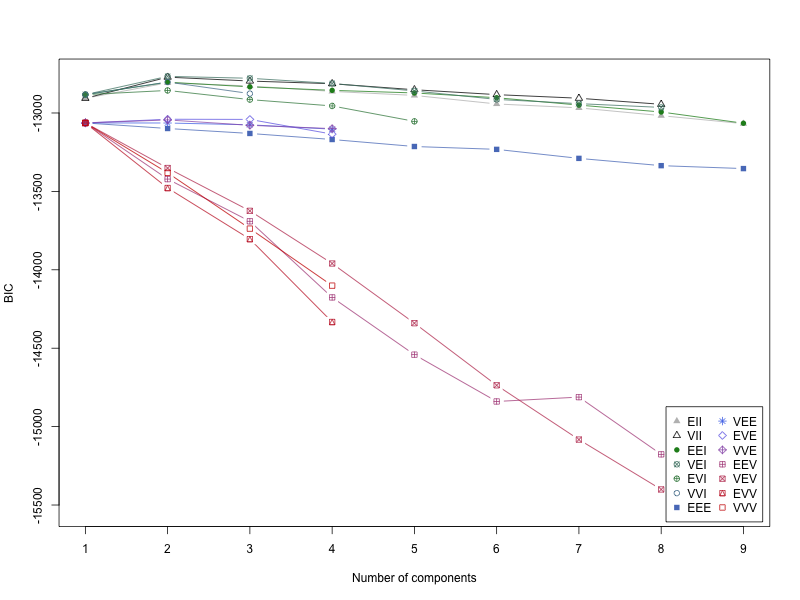 BIC
-13000
-13500
-14000
-14500
-15000
-15500
EII VEE
VII EVE
EEI VVE
VEI EEV
EVI VEV
VVI EVV
EEE VVV
1 2 3 4 5 6 7 8 9
Number of components